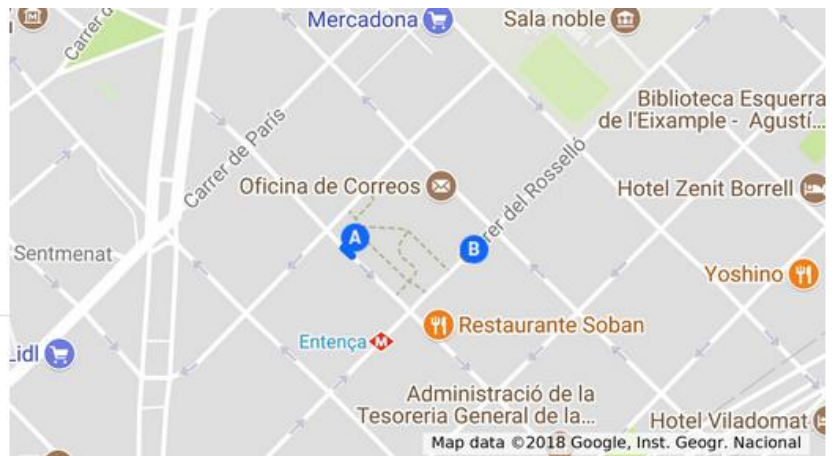 Mercadona
Sala noble
Carrer d
Carrer de París
Biblioteca Esquerra
de l'Eixample - Agustí...
Oficina de Correos
Hotel Zenit Borrell
rer del Rosselló
A
B
Sentmenat
Yoshino
Restaurante Soban
Entença
M
Lidl
Administració de la
Tesoreria General de la...
Hotel Viladomat
Map data ©2018 Google, Inst. Geogr. Nacional